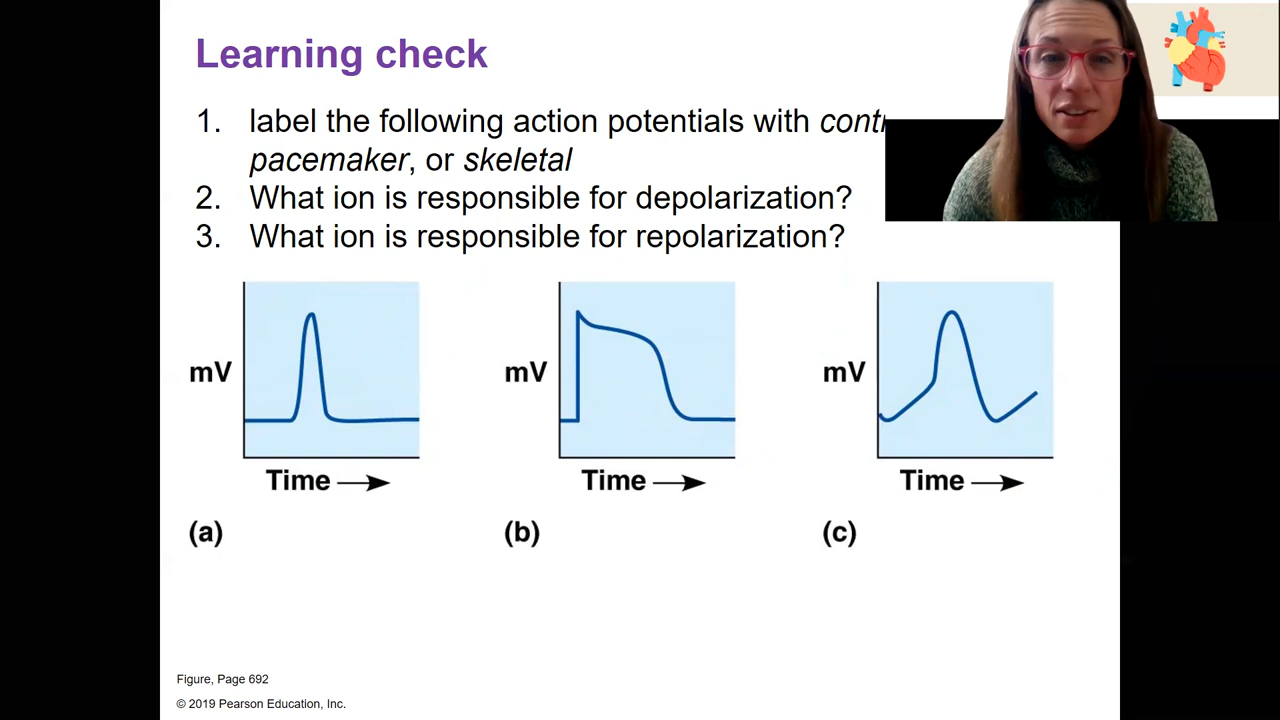 Learning check
1. label the following action potentials with
pacemaker, or skeletal
2. What ion is responsible for depolarization?
3. What ion is responsible for repolarization?
mV
mV
mV
Time
Time
Time
(a)
(b)
(c)
Figure, Page 692
© 2019 Pearson Education, Inc.